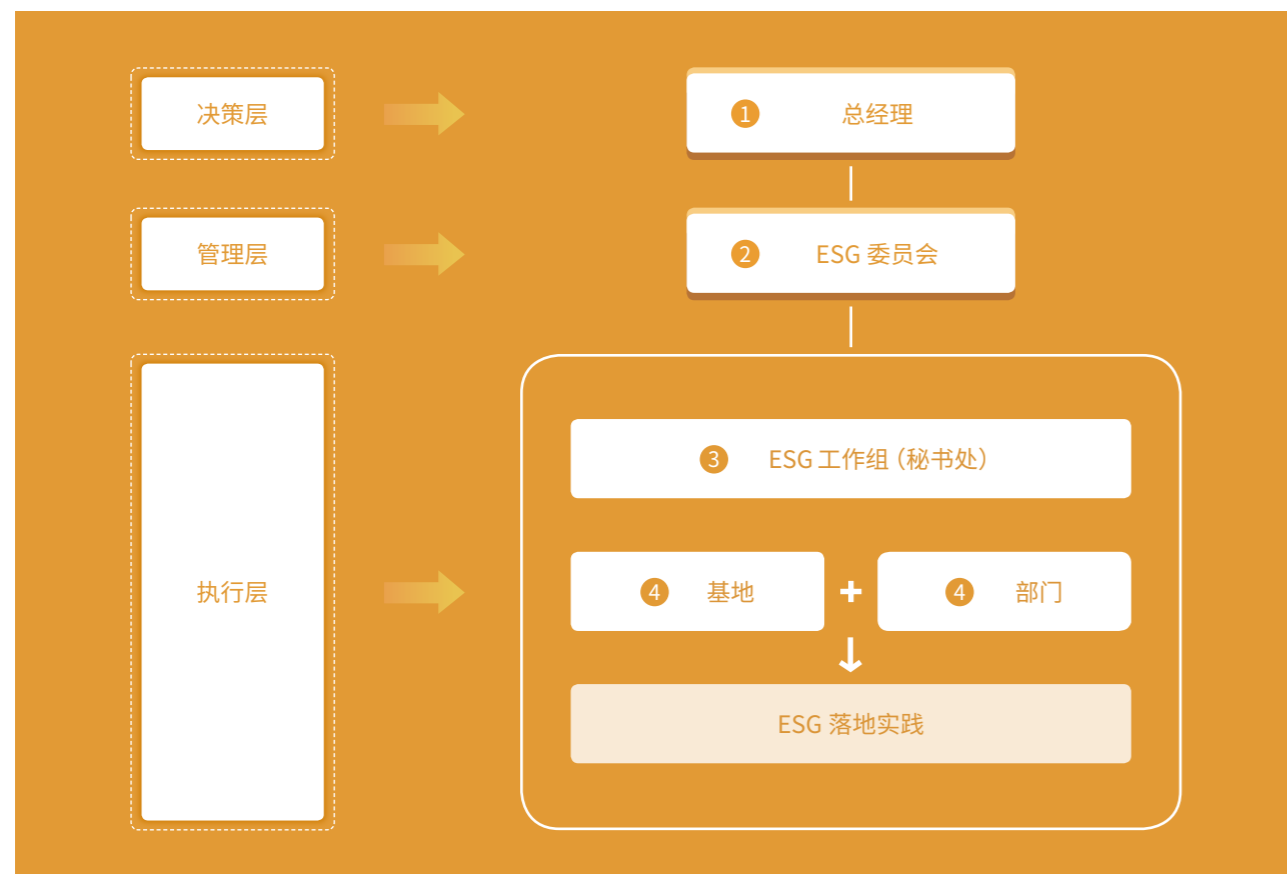 决策层
① 总经理
管理层
② ESG 委员会
执行层
③ ESG 工作组（秘书处）
④ 基地
+
④ 部门
↓
ESG 落地实践